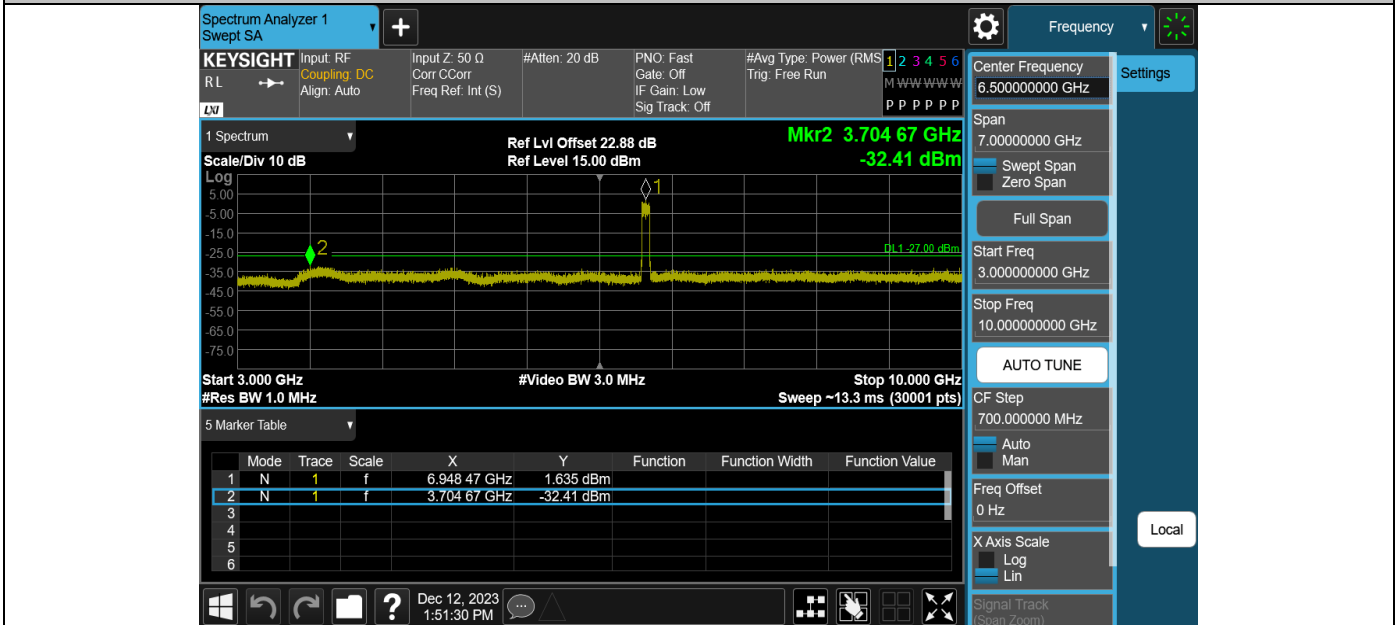 Spectrum Analyzer 1
Swept SA
+
Frequency
KEYSIGHT
RL
LXI
Input: RF
Coupling: DC
Align: Auto
Input Z: 50 Ω
Corr CCorr
Freq Ref: Int (S)
#Atten: 20 dB
PNO: Fast
Gate: Off
IF Gain: Low
Sig Track: Off
#Avg Type: Power (RMS
Trig: Free Run
1 2 3 4 5 6
M W W W W W
P P P P P P
1 Spectrum
Scale/Div 10 dB
Ref Lvl Offset 22.88 dB
Ref Level 15.00 dBm
Mkr2 3.704 67 GHz
-32.41 dBm
Log
5.00
-5.00
-15.0
-25.0
-35.0
-45.0
-55.0
-65.0
-75.0
1
2
DL1 -27.00 dBm
Start 3.000 GHz
#Video BW 3.0 MHz
Stop 10.000 GHz
#Res BW 1.0 MHz
Sweep ~13.3 ms (30001 pts)
5 Marker Table
Mode Trace Scale X Y Function Function Width Function Value
1 N 1 f 6.948 47 GHz 1.635 dBm
2 N 1 f 3.704 67 GHz -32.41 dBm
3
4
5
6
?
Dec 12, 2023
1:51:30 PM
Center Frequency
6.500000000 GHz
Settings
Span
7.00000000 GHz
Swept Span
Zero Span
Full Span
Start Freq
3.000000000 GHz
Stop Freq
10.000000000 GHz
AUTO TUNE
CF Step
700.000000 MHz
Auto
Man
Freq Offset
0 Hz
X Axis Scale
Log
Lin
Signal Track
(Span Zoom)
Local